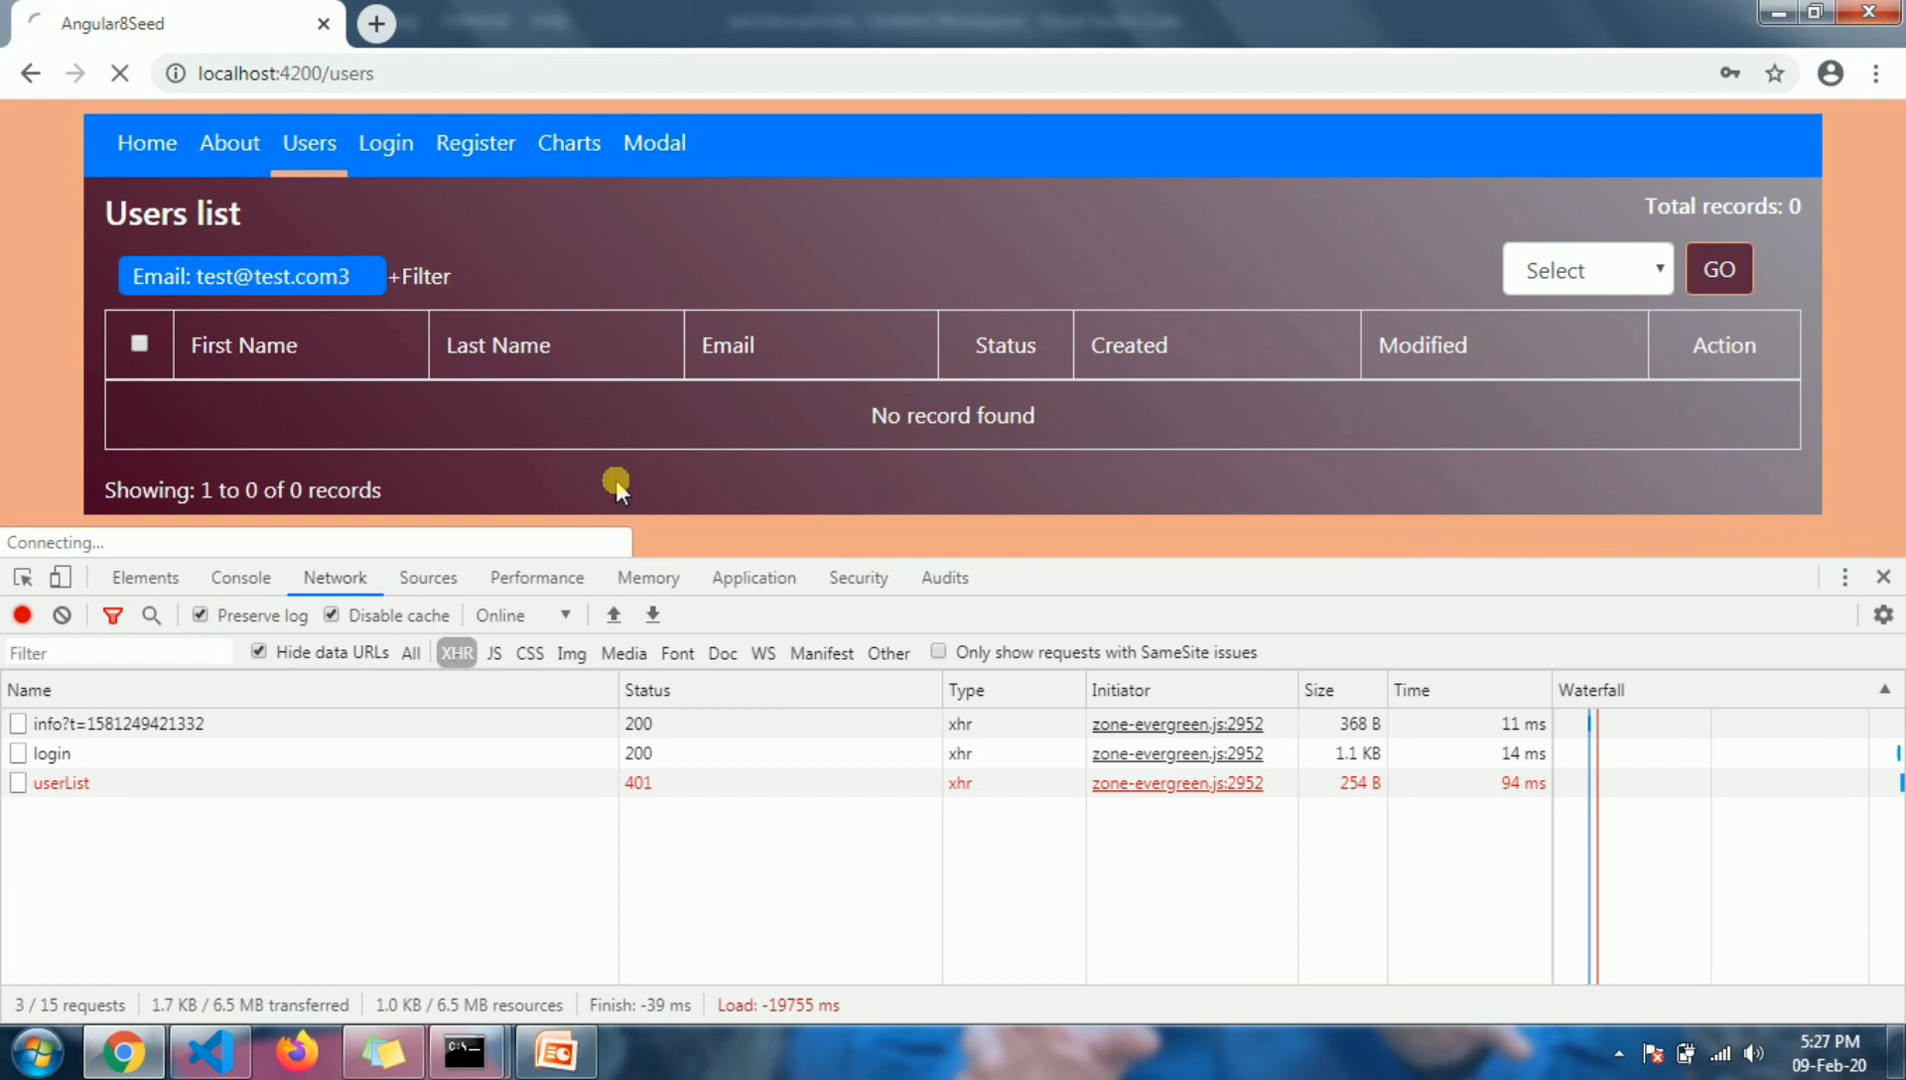 Angular8Seed
localhost:4200/users
Home About Users Login Register Charts Modal
Users list
Total records: 0
Email: test@test.com3 +Filter
Select GO
First Name Last Name Email Status Created Modified Action
No record found
Showing: 1 to 0 of 0 records
Connecting...
Elements Console Network Sources Performance Memory Application Security Audits
Preserve log Disable cache Online
Filter Hide data URLs All XHR JS CSS Img Media Font Doc WS Manifest Other Only show requests with SameSite issues
Name Status Type Initiator Size Time Waterfall
info?t=1581249421332 200 xhr zone-evergreen.js:2952 368 B 11 ms
login 200 xhr zone-evergreen.js:2952 1.1 KB 14 ms
userList 401 xhr zone-evergreen.js:2952 254 B 94 ms
3 / 15 requests 1.7 KB / 6.5 MB transferred 1.0 KB / 6.5 MB resources Finish: -39 ms Load: -19755 ms
5:27 PM
09-Feb-20